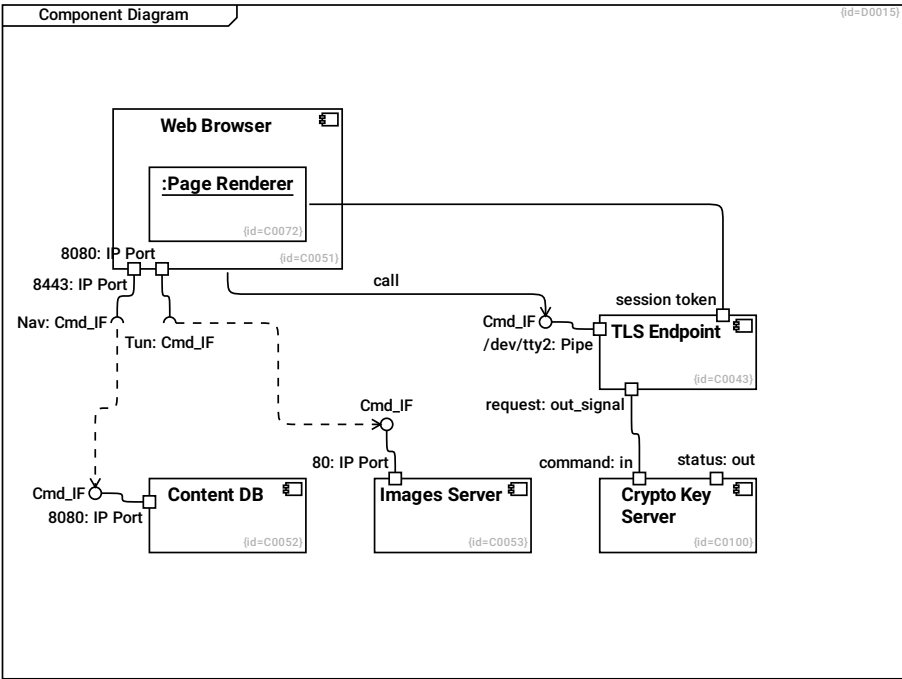 Component Diagram
{id=D0015}
Web Browser
:Page Renderer
{id=C0072}
8080: IP Port
{id=C0051}
8443: IP Port
call
session token
Nav: Cmd_IF
Tun: Cmd_IF
Cmd_IF
TLS Endpoint
/dev/tty2: Pipe
{id=C0043}
Cmd_IF
request: out_signal
80: IP Port
command: in
status: out
Cmd_IF
Content DB
8080: IP Port
{id=C0052}
Images Server
{id=C0053}
Crypto Key
Server
{id=C0100}